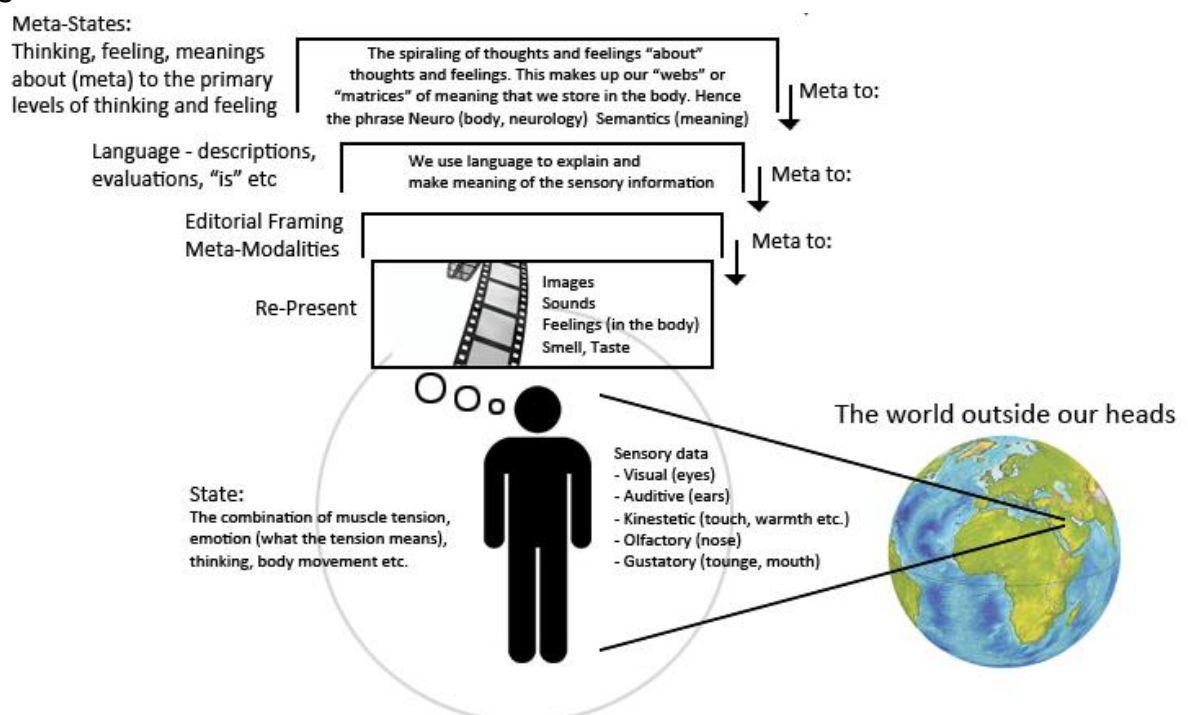 Meta-States:
Thinking, feeling, meanings
about (meta) to the primary
levels of thinking and feeling
The spiraling of thoughts and feelings “about”
thoughts and feelings. This makes up our “webs” or
“matrices” of meaning that we store in the body. Hence
the phrase Neuro (body, neurology) Semantics (meaning)
Meta to:
Language - descriptions,
evaluations, “is” etc
We use language to explain and
make meaning of the sensory information
Meta to:
Editorial Framing
Meta-Modalities
Meta to:
Re-Present
Images
Sounds
Feelings (in the body)
Smell, Taste
The world outside our heads
Sensory data
- Visual (eyes)
- Auditive (ears)
- Kinestetic (touch, warmth etc.)
- Olfactory (nose)
- Gustatory (tounge, mouth)
State:
The combination of muscle tension,
emotion (what the tension means),
thinking, body movement etc.